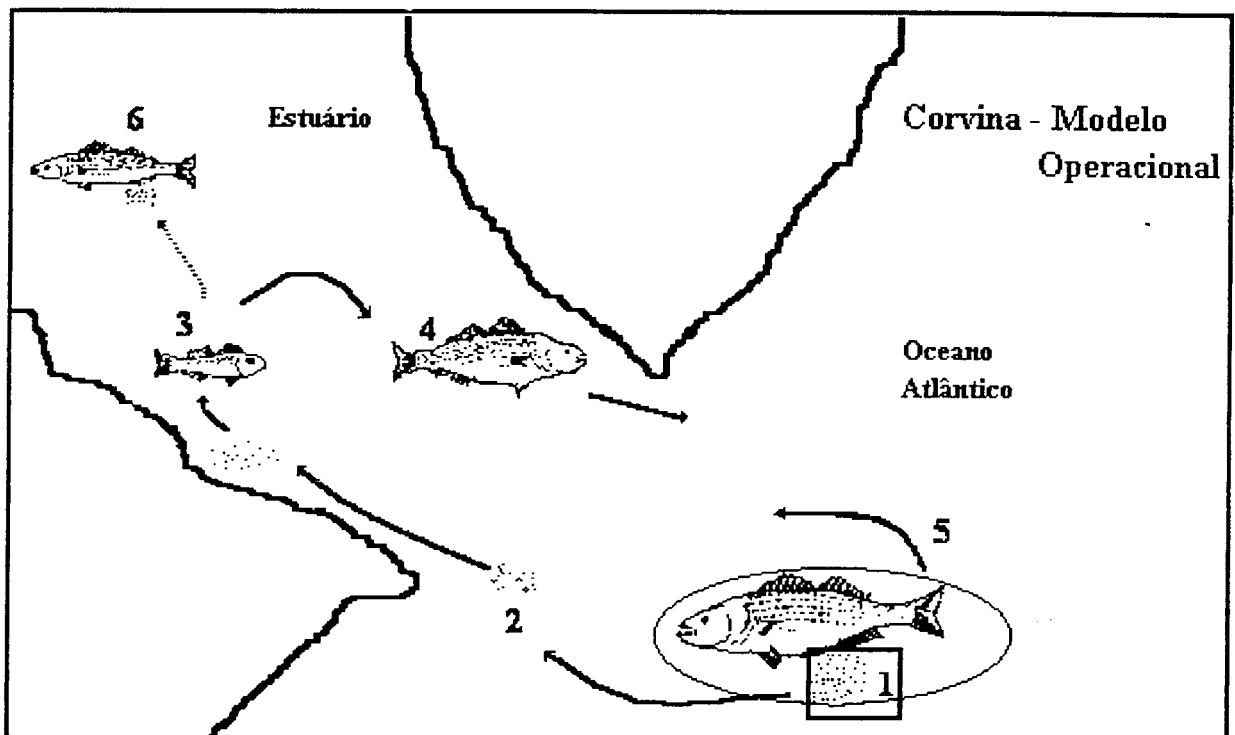 6
Estuário
Corvina - Modelo
Operacional
3
4
Oceano
Atlântico
5
2
1